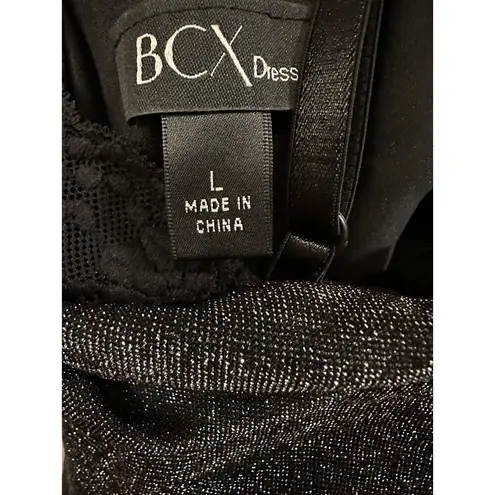 BCX Dress
L
MADE IN
CHINA